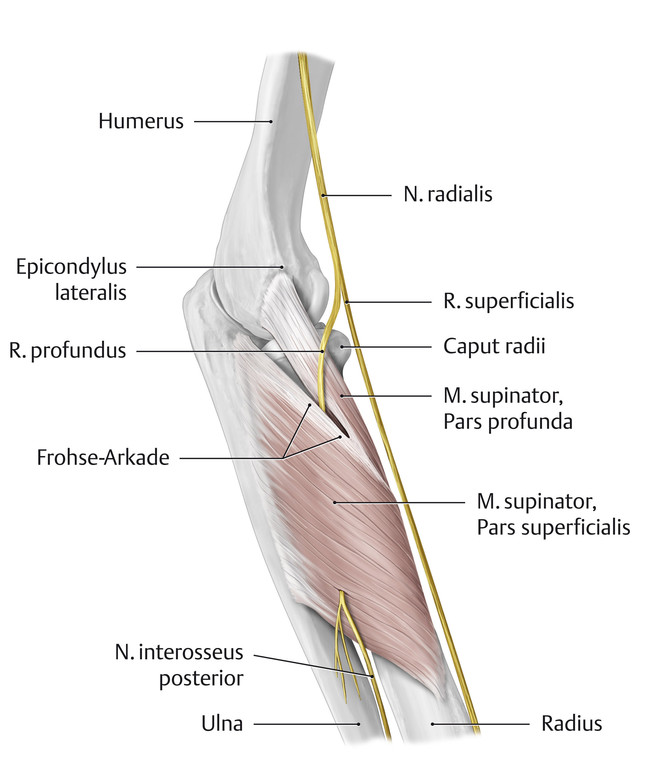 Humerus
N. radialis
Epicondylus
lateralis
R. superficialis
R. profundus
Caput radii
M. supinator,
Pars profunda
Frohse-Arkade
M. supinator,
Pars superficialis
N. interosseus
posterior
Ulna
Radius